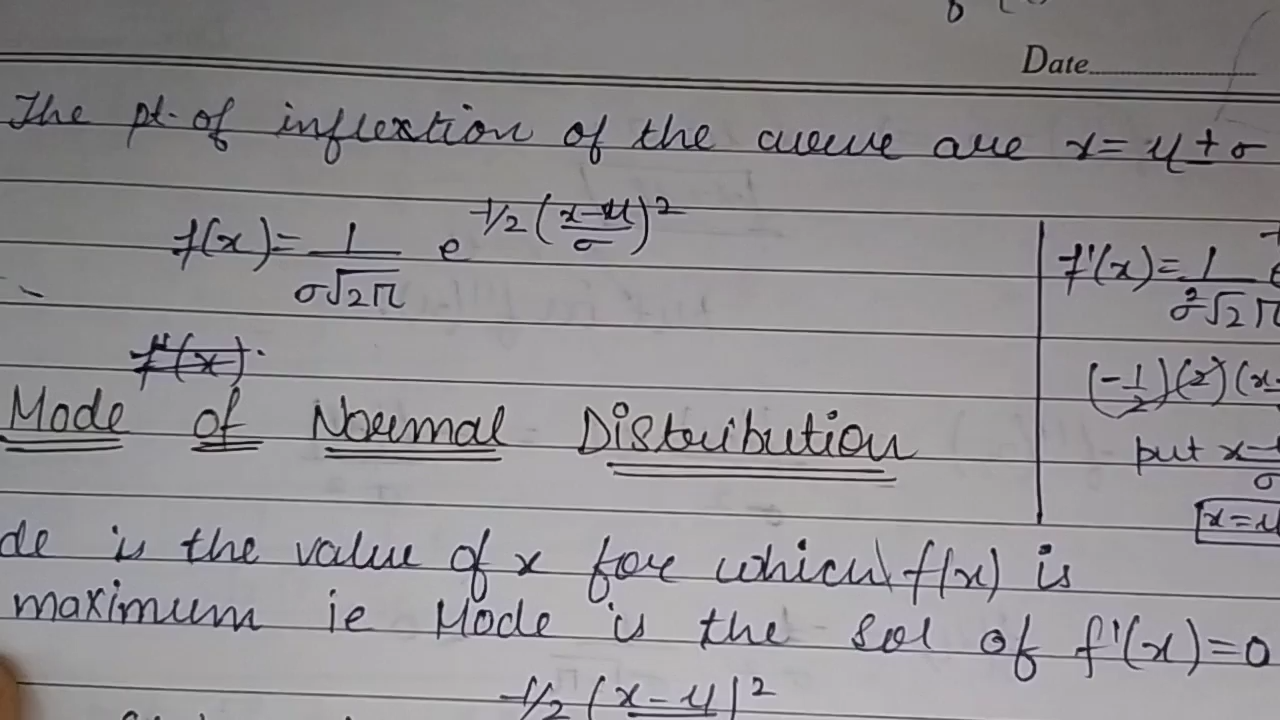 Date
The pt. of inflextion of the curve are x = μ ± σ
f(x) = 1/σ√2π e^-1/2 (x-μ/σ)^2
f'(x) = 1/σ²√2π
(-1/2)(2)(x-
put x-
σ
x = μ
Mode of Normal Distribution
de is the value of x for which f(x) is
maximum ie Mode is the sol of f'(x) = 0
-1/2 (x-μ)^2